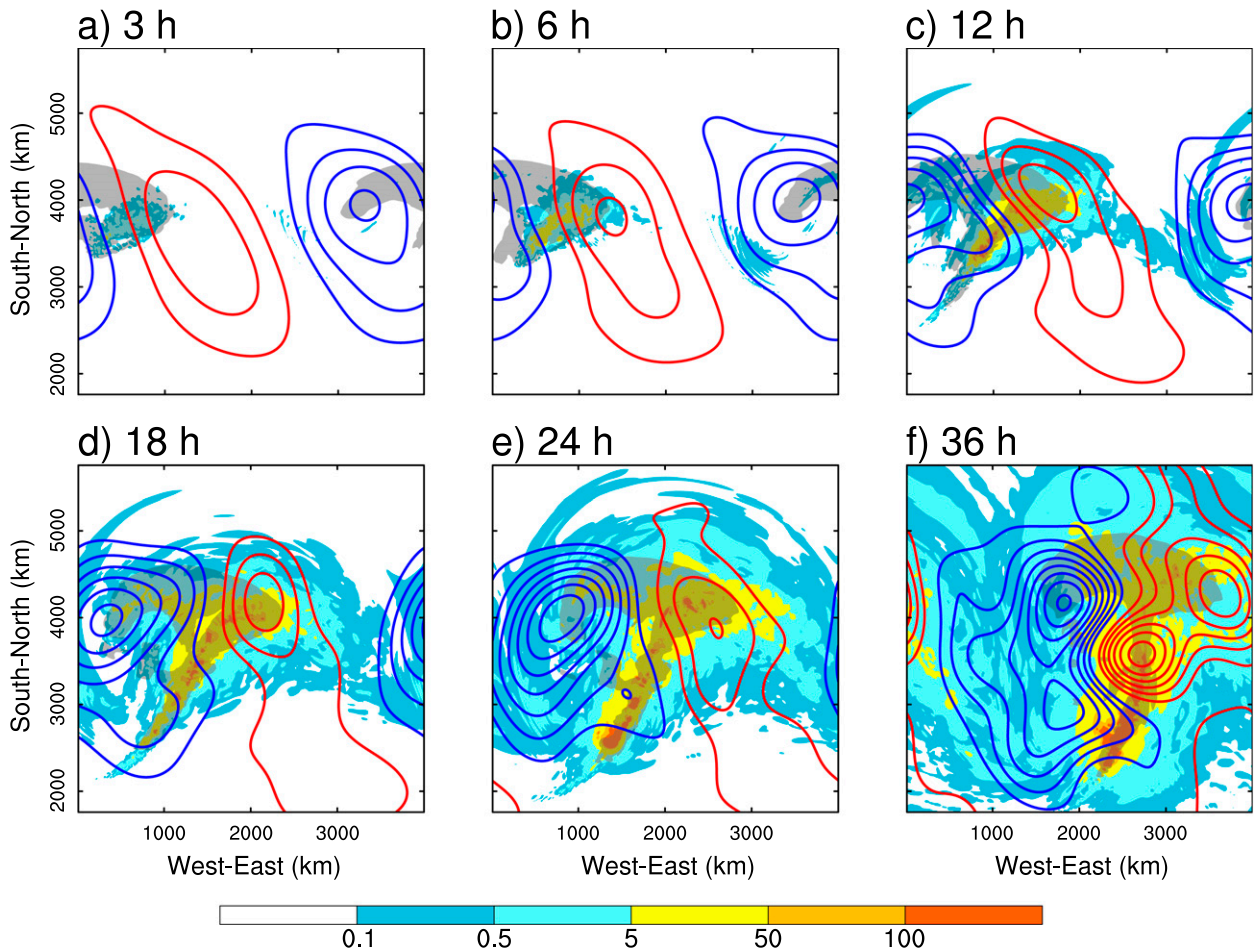 a) 3 h
b) 6 h
c) 12 h
South-North (km)
5000
4000
3000
2000
d) 18 h
e) 24 h
f) 36 h
South-North (km)
5000
4000
3000
2000
1000 2000 3000
1000 2000 3000
1000 2000 3000
West-East (km)
West-East (km)
West-East (km)
0.1 0.5 5 50 100